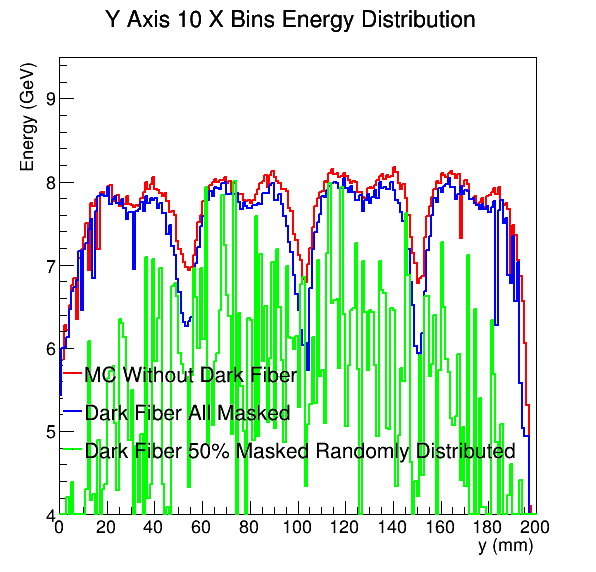 Y Axis 10 X Bins Energy Distribution
Energy (GeV)
9
8
7
6
5
4
MC Without Dark Fiber
Dark Fiber All Masked
Dark Fiber 50% Masked Randomly Distributed
0 20 40 60 80 100 120 140 160 180 200
y (mm)